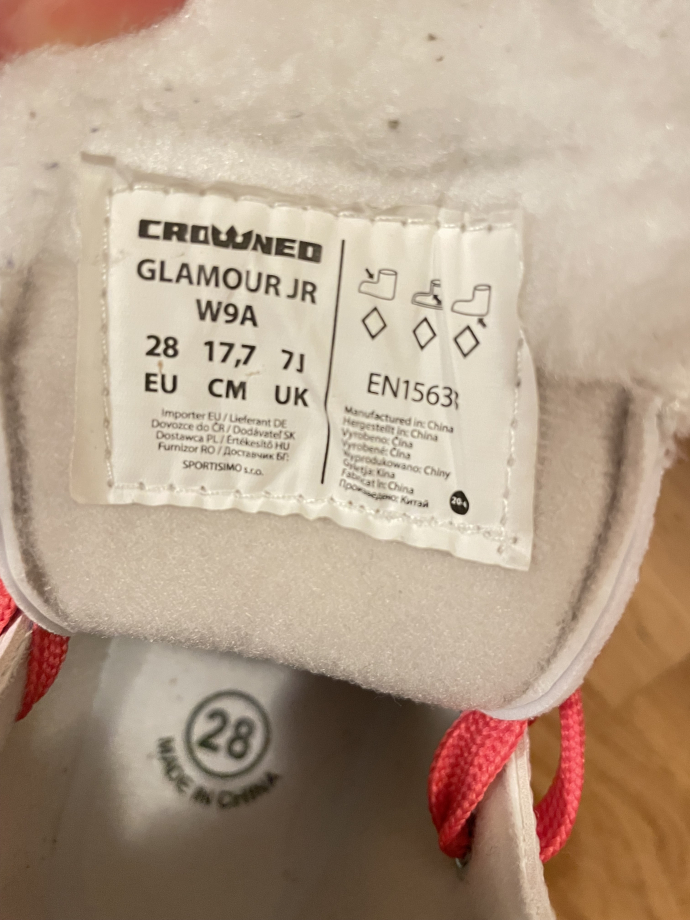 CROWNED
GLAMOUR JR
W9A
28 17,7 7J
EU CM UK
Importer EU / Lieferant DE
Dovozce do ČR / Dodávateľ SK
Dostawca PL / Értékesítő HU
Furnizor RO / Доставчик БГ:
SPORTISIMO s.r.o.
EN1563
Manufactured in: China
Hergestellt in: China
Vyrobeno: Čína
Vyrobené: Čína
Wyprodukowano: Chiny
Gyártja: Kína
Fabricat în: China
Произведено: Китай
28
MADE IN CHINA